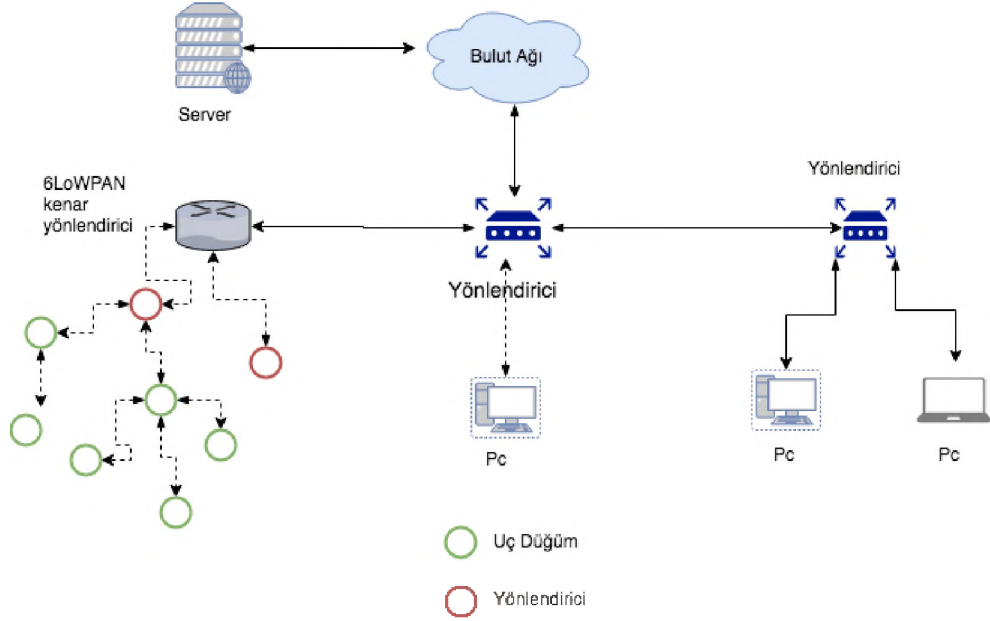 Bulut Ağı
Server
6LoWPAN
kenar
yönlendirici
Yönlendirici
Yönlendirici
Pc
Pc
Pc
Uç Düğüm
Yönlendirici